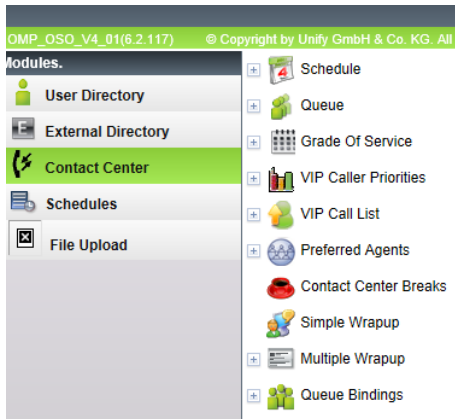 OMP_OSO_V4_01(6.2.117) © Copyright by Unify GmbH & Co. KG. All
Modules.
User Directory
External Directory
Contact Center
Schedules
File Upload
Schedule
Queue
Grade Of Service
VIP Caller Priorities
VIP Call List
Preferred Agents
Contact Center Breaks
Simple Wrapup
Multiple Wrapup
Queue Bindings